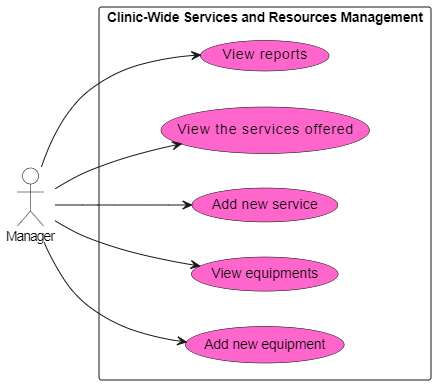 Clinic-Wide Services and Resources Management
View reports
View the services offered
Add new service
Manager
View equipments
Add new equipment